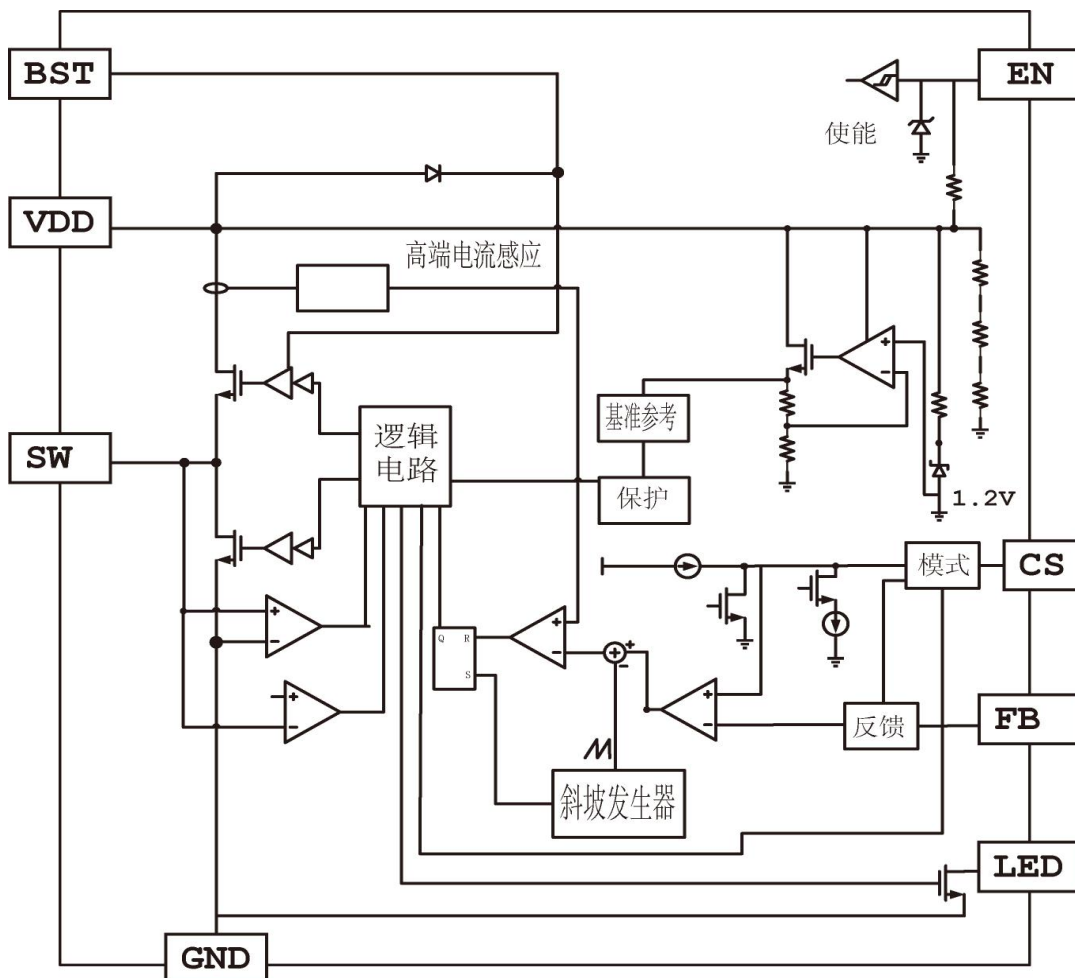 BST
EN
使能
VDD
高端电流感应
+
-
基准参考
逻辑
电路
SW
保护
1.2V
模式
CS
+
-
Q
R
S
+
-
+
+
-
+
-
+
-
反馈
FB
斜坡发生器
LED
GND